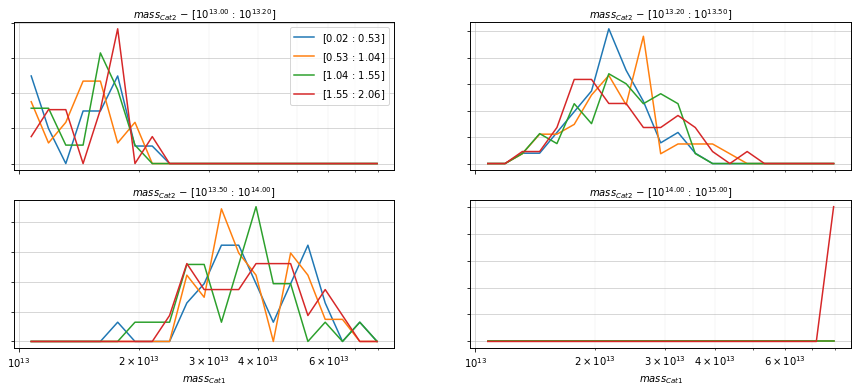 mass_Cat2 − [10^13.00 : 10^13.20]
[0.02 : 0.53]
[0.53 : 1.04]
[1.04 : 1.55]
[1.55 : 2.06]
mass_Cat2 − [10^13.20 : 10^13.50]
mass_Cat2 − [10^13.50 : 10^14.00]
10^13 2 × 10^13 3 × 10^13 4 × 10^13 6 × 10^13
mass_Cat1
mass_Cat2 − [10^14.00 : 10^15.00]
10^13 2 × 10^13 3 × 10^13 4 × 10^13 6 × 10^13
mass_Cat1